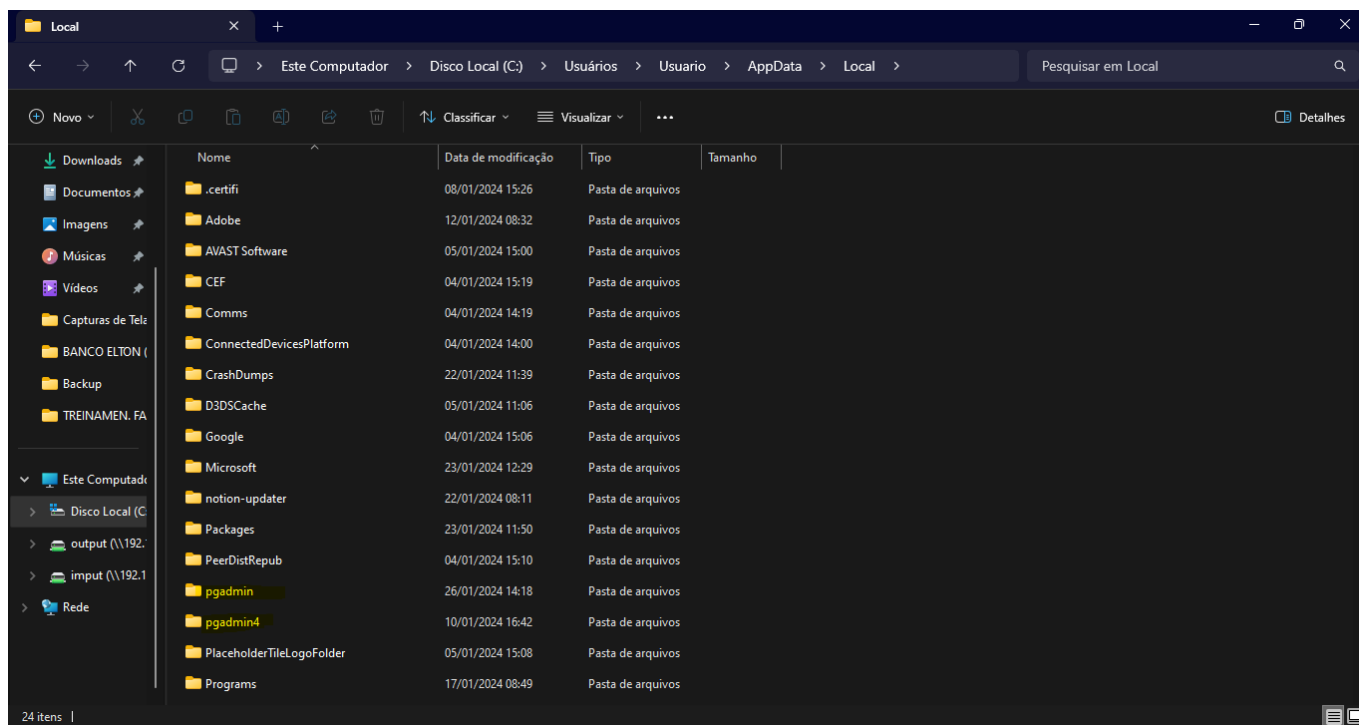 Local
Este Computador > Disco Local (C:) > Usuários > Usuario > AppData > Local >
Pesquisar em Local
Novo
Classificar
Visualizar
...
Detalhes
Downloads
Documentos
Imagens
Músicas
Vídeos
Capturas de Tela
BANCO ELTON (
Backup
TREINAMEN. FA
Este Computado
Disco Local (C
output (\\192.
imput (\\192.1
Rede
Nome Data de modificação Tipo Tamanho
.certifi 08/01/2024 15:26 Pasta de arquivos
Adobe 12/01/2024 08:32 Pasta de arquivos
AVAST Software 05/01/2024 15:00 Pasta de arquivos
CEF 04/01/2024 15:19 Pasta de arquivos
Comms 04/01/2024 14:19 Pasta de arquivos
ConnectedDevicesPlatform 04/01/2024 14:00 Pasta de arquivos
CrashDumps 22/01/2024 11:39 Pasta de arquivos
D3DSCache 05/01/2024 11:06 Pasta de arquivos
Google 04/01/2024 15:06 Pasta de arquivos
Microsoft 23/01/2024 12:29 Pasta de arquivos
notion-updater 22/01/2024 08:11 Pasta de arquivos
Packages 23/01/2024 11:50 Pasta de arquivos
PeerDistRepub 04/01/2024 15:10 Pasta de arquivos
pgadmin 26/01/2024 14:18 Pasta de arquivos
pgadmin4 10/01/2024 16:42 Pasta de arquivos
PlaceholderTileLogoFolder 05/01/2024 15:08 Pasta de arquivos
Programs 17/01/2024 08:49 Pasta de arquivos
24 itens